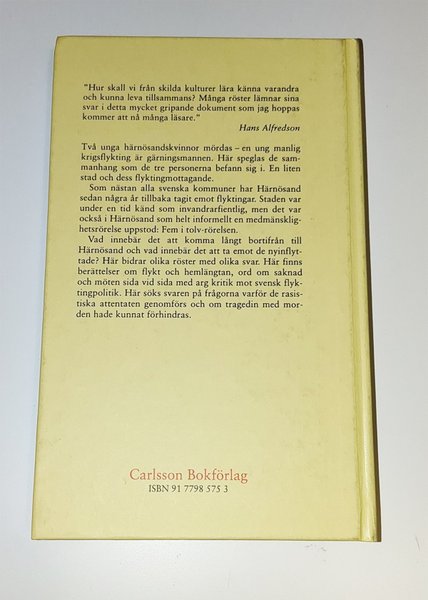 "Hur skall vi från skilda kulturer lära känna varandra
och kunna leva tillsammans? Många röster lämnar sina
svar i detta mycket gripande dokument som jag hoppas
kommer att nå många läsare."
Hans Alfredson
Två unga härnösandskvinnor mördas – en ung manlig
krigsflykting är gärningsmannen. Här speglas de sam-
manhang som de tre personerna befann sig i. En liten
stad och dess flyktingmottagande.
Som nästan alla svenska kommuner har Härnösand
sedan några år tillbaka tagit emot flyktingar. Staden var
under en tid känd som invandrarfientlig, men det var
också i Härnösand som helt informellt en medmänsklig-
hetsrörelse uppstod: Fem i tolv-rörelsen.
Vad innebär det att komma långt bortifrån till
Härnösand och vad innebär det att ta emot de nyinflyt-
tade? Här bidrar olika röster med olika svar. Här finns
berättelser om flykt och hemlängtan, ord om saknad
och möten sida vid sida med arg kritik mot svensk flyk-
tingpolitik. Här söks svaren på frågorna varför de rasis-
tiska attentaten genomförs och om tragedin med mor-
den hade kunnat förhindras.
Carlsson Bokförlag
ISBN 91 7798 575 3